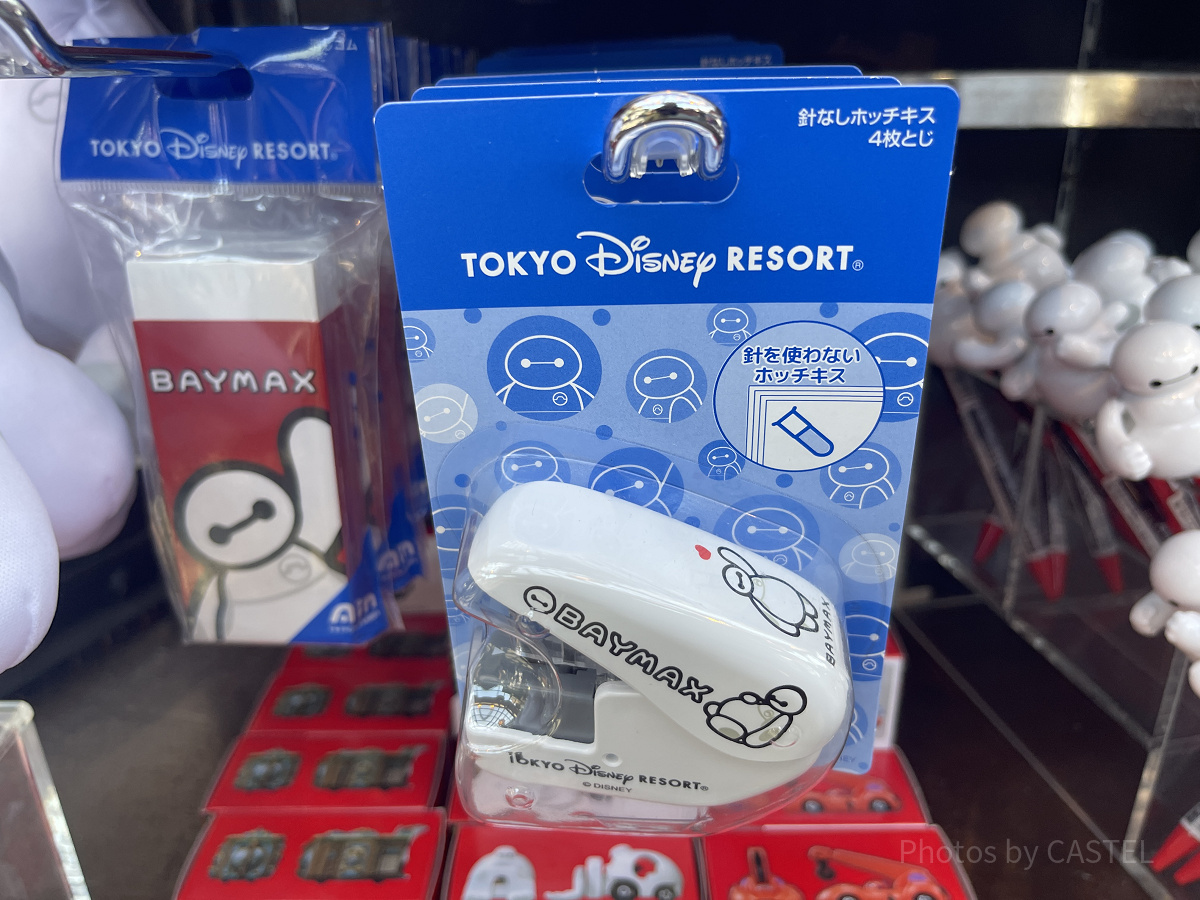 TOKYO Disney RESORT
BAYMAX
Ain
針なしホッチキス
4枚とじ
TOKYO Disney RESORT®
針を使わない
ホッチキス
BAYMAX
BAYMAX
TOKYO Disney RESORT®
©DISNEY
Photos by CASTEL